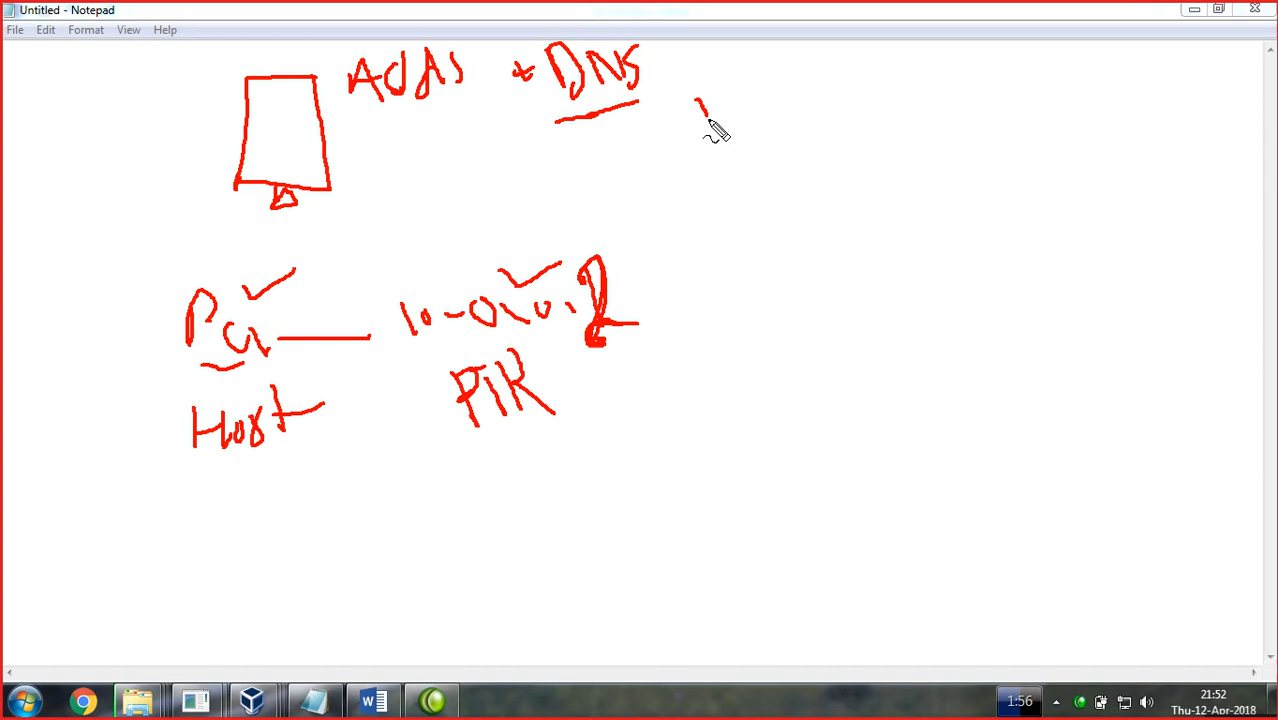 Untitled - Notepad
File Edit Format View Help
ADDS + DNS
10.0.0.2
PTR
Host
1:56
21:52
Thu-12-Apr-2018